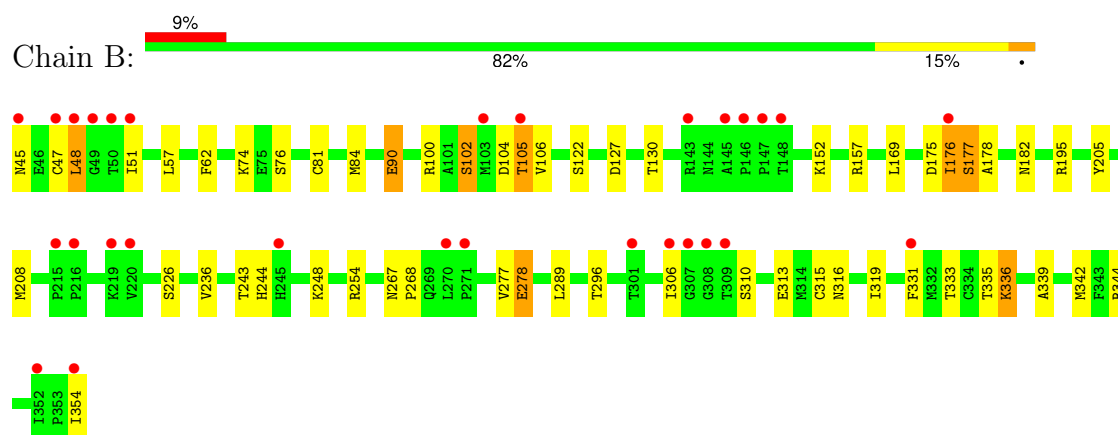 9%
Chain B:
82% 15% •
N45 E46 C47 L48 G49 T50 I51 L57 F62 K74 E75 S76 C81 M84 E90 R100 A101 S102 M103 D104 T105 V106 S122 D127 T130 R143 N144 A145 P146 P147 T148 K152 R157 L169 D175 I176 S177 A178 N182 R195 Y205
M208 P215 P216 K219 V220 S226 V236 T243 H244 H245 K248 R254 N267 P268 Q269 L270 P271 V277 E278 L289 T296 T301 I306 G307 G308 T309 S310 E313 M314 C315 N316 I319 F331 M332 T333 C334 T335 K336 A339 M342 F343
I352 P353 I354